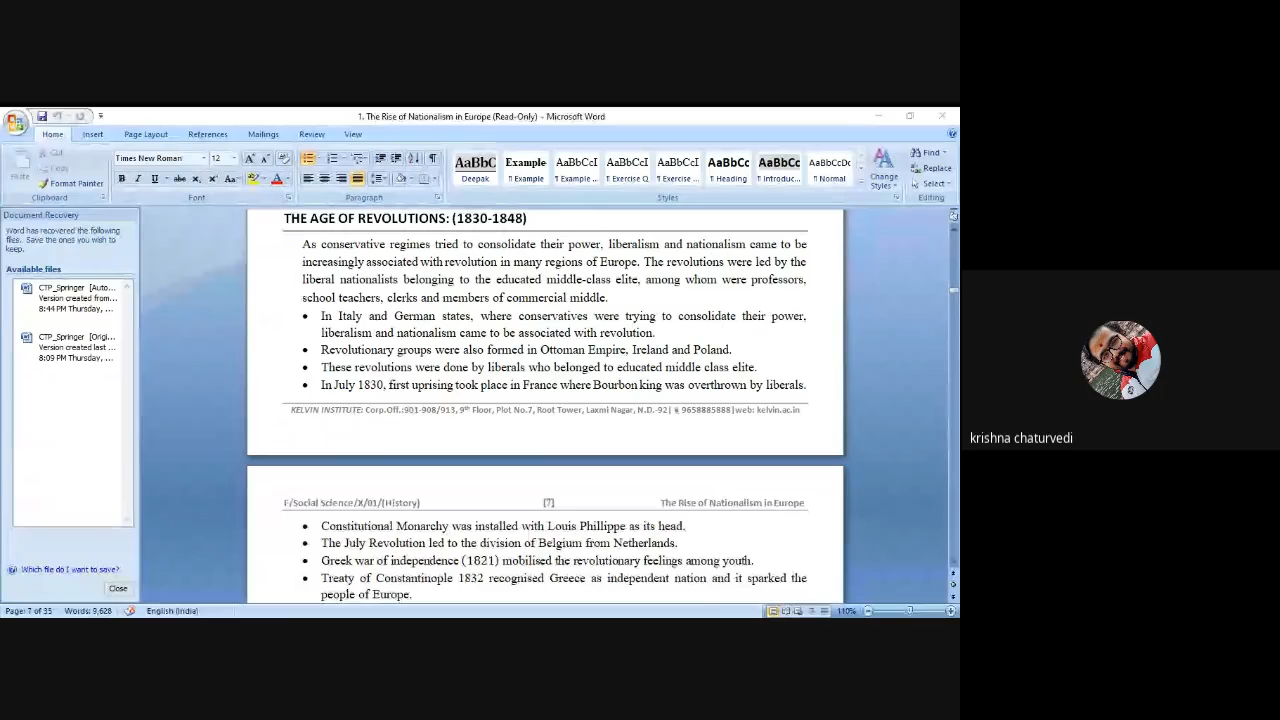 1. The Rise of Nationalism in Europe (Read-Only) - Microsoft Word
Home Insert Page Layout References Mailings Review View
Cut
Paste
Format Painter
Clipboard
Times New Roman 12
B I U abc x₂ x² Aa
Font
Paragraph
AaBbC AaBbCcI AaBbCcI AaBbCcI AaBbCcI AaBbCc AaBbCc AaBbCcDc
Deepak ¶ Example ¶ Example ... ¶ Exercise Q ¶ Exercise ... ¶ Heading ¶ Introduc... ¶ Normal
Styles
Change Styles
Find
Replace
Select
Editing
Document Recovery
Word has recovered the following
files. Save the ones you wish to
keep.
Available files
CTP_Springer [Auto...
Version created from...
8:44 PM Thursday, ...
CTP_Springer [Origi...
Version created last ...
8:09 PM Thursday, ...
Which file do I want to save?
Close
THE AGE OF REVOLUTIONS: (1830-1848)
As conservative regimes tried to consolidate their power, liberalism and nationalism came to be
increasingly associated with revolution in many regions of Europe. The revolutions were led by the
liberal nationalists belonging to the educated middle-class elite, among whom were professors,
school teachers, clerks and members of commercial middle.
• In Italy and German states, where conservatives were trying to consolidate their power,
liberalism and nationalism came to be associated with revolution.
• Revolutionary groups were also formed in Ottoman Empire, Ireland and Poland.
• These revolutions were done by liberals who belonged to educated middle class elite.
• In July 1830, first uprising took place in France where Bourbon king was overthrown by liberals.
KELVIN INSTITUTE: Corp.Off.:901-908/913, 9th Floor, Plot No.7, Root Tower, Laxmi Nagar, N.D.-92| 9658885888|web: kelvin.ac.in
F/Social Science/X/01/(History) [7] The Rise of Nationalism in Europe
• Constitutional Monarchy was installed with Louis Phillippe as its head.
• The July Revolution led to the division of Belgium from Netherlands.
• Greek war of independence (1821) mobilised the revolutionary feelings among youth.
• Treaty of Constantinople 1832 recognised Greece as independent nation and it sparked the
people of Europe.
Page: 7 of 35 Words: 9,628 English (India) 110%
krishna chaturvedi